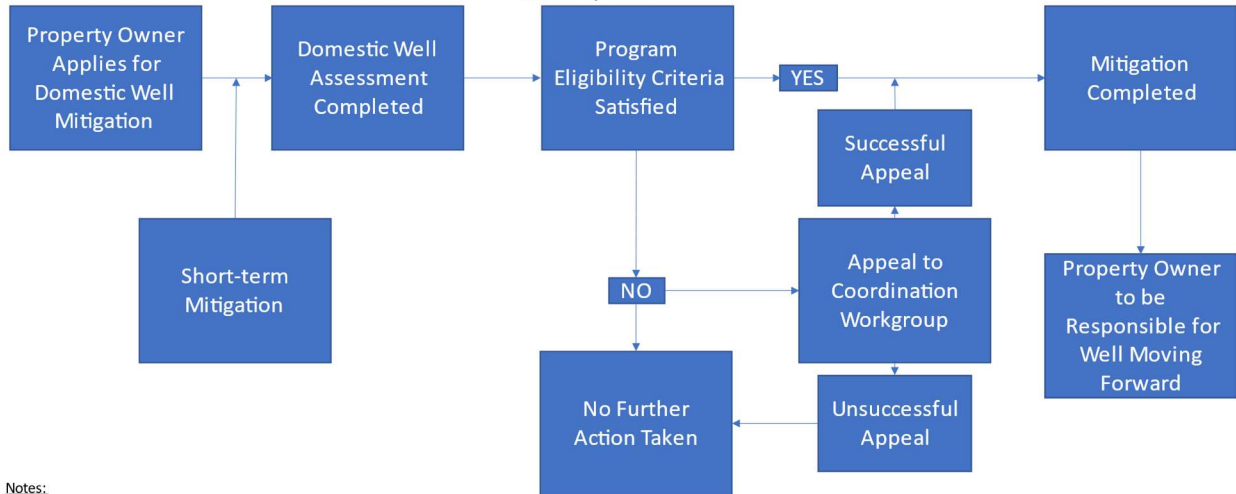 Property Owner
Applies for
Domestic Well
Mitigation
Domestic Well
Assessment
Completed
Program
Eligibility Criteria
Satisfied
YES
Mitigation
Completed
Successful
Appeal
Short-term
Mitigation
NO
Appeal to
Coordination
Workgroup
Property Owner
to be
Responsible for
Well Moving
Forward
No Further
Action Taken
Unsuccessful
Appeal
Notes: